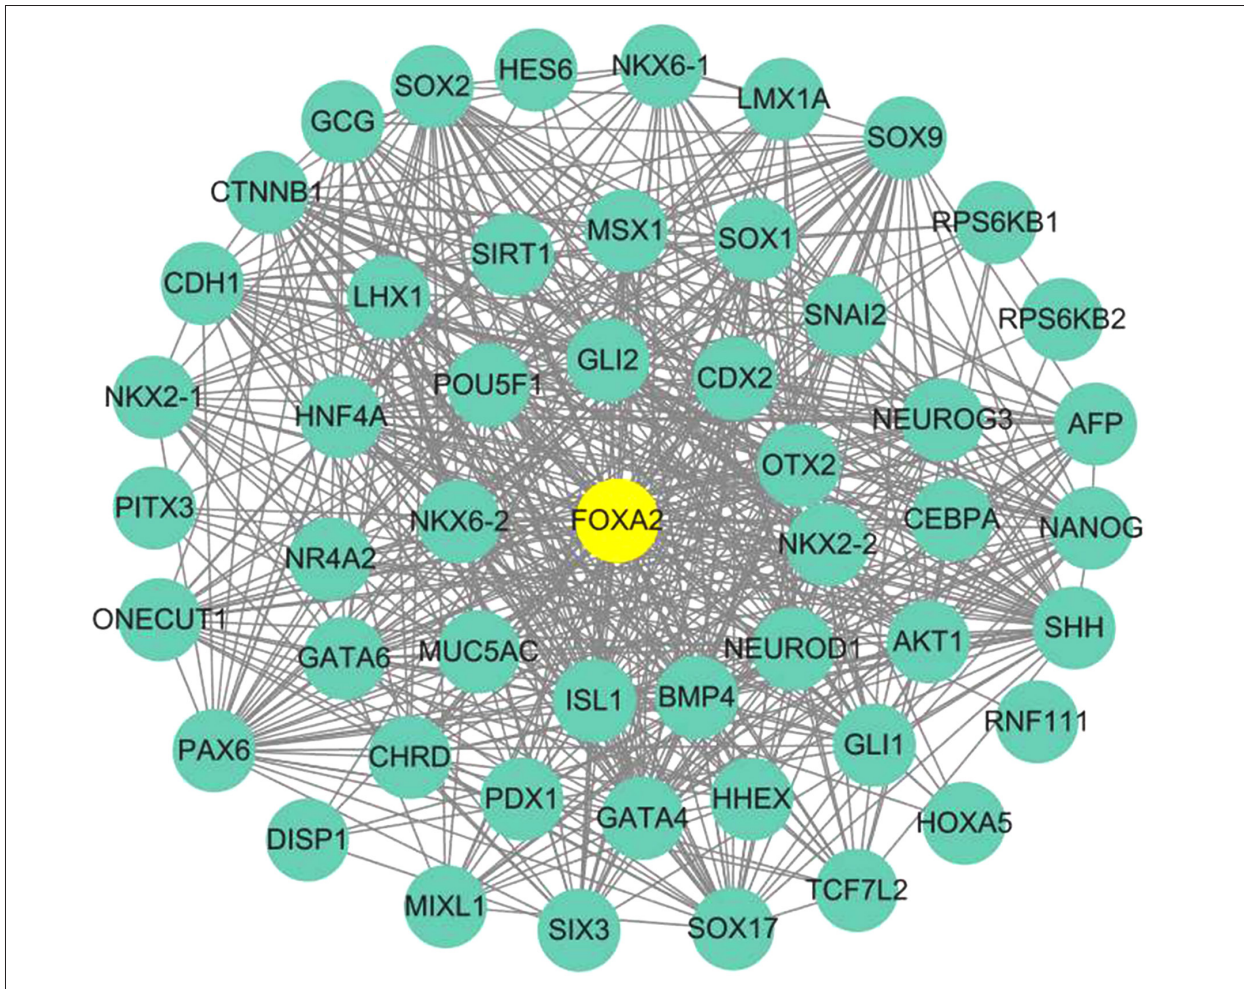 HES6
NKX6-1
SOX2
LMX1A
GCG
SOX9
CTNNB1
RPS6KB1
MSX1
SOX1
SIRT1
CDH1
LHX1
SNAI2
RPS6KB2
GLI2
CDX2
POU5F1
NKX2-1
HNF4A
NEUROG3
AFP
OTX2
PITX3
NKX6-2
FOXA2
CEBPA
NANOG
NKX2-2
NR4A2
ONECUT1
SHH
AKT1
GATA6
MUC5AC
NEUROD1
ISL1
BMP4
RNF111
PAX6
CHRD
GLI1
PDX1
HHEX
GATA4
HOXA5
DISP1
TCF7L2
MIXL1
SIX3
SOX17